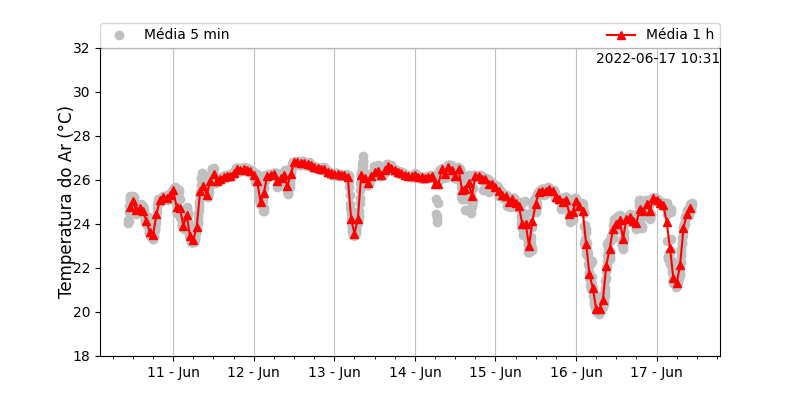 Média 5 min
Média 1 h
2022-06-17 10:31
Temperatura do Ar (°C)
32
30
28
26
24
22
20
18
11 - Jun
12 - Jun
13 - Jun
14 - Jun
15 - Jun
16 - Jun
17 - Jun